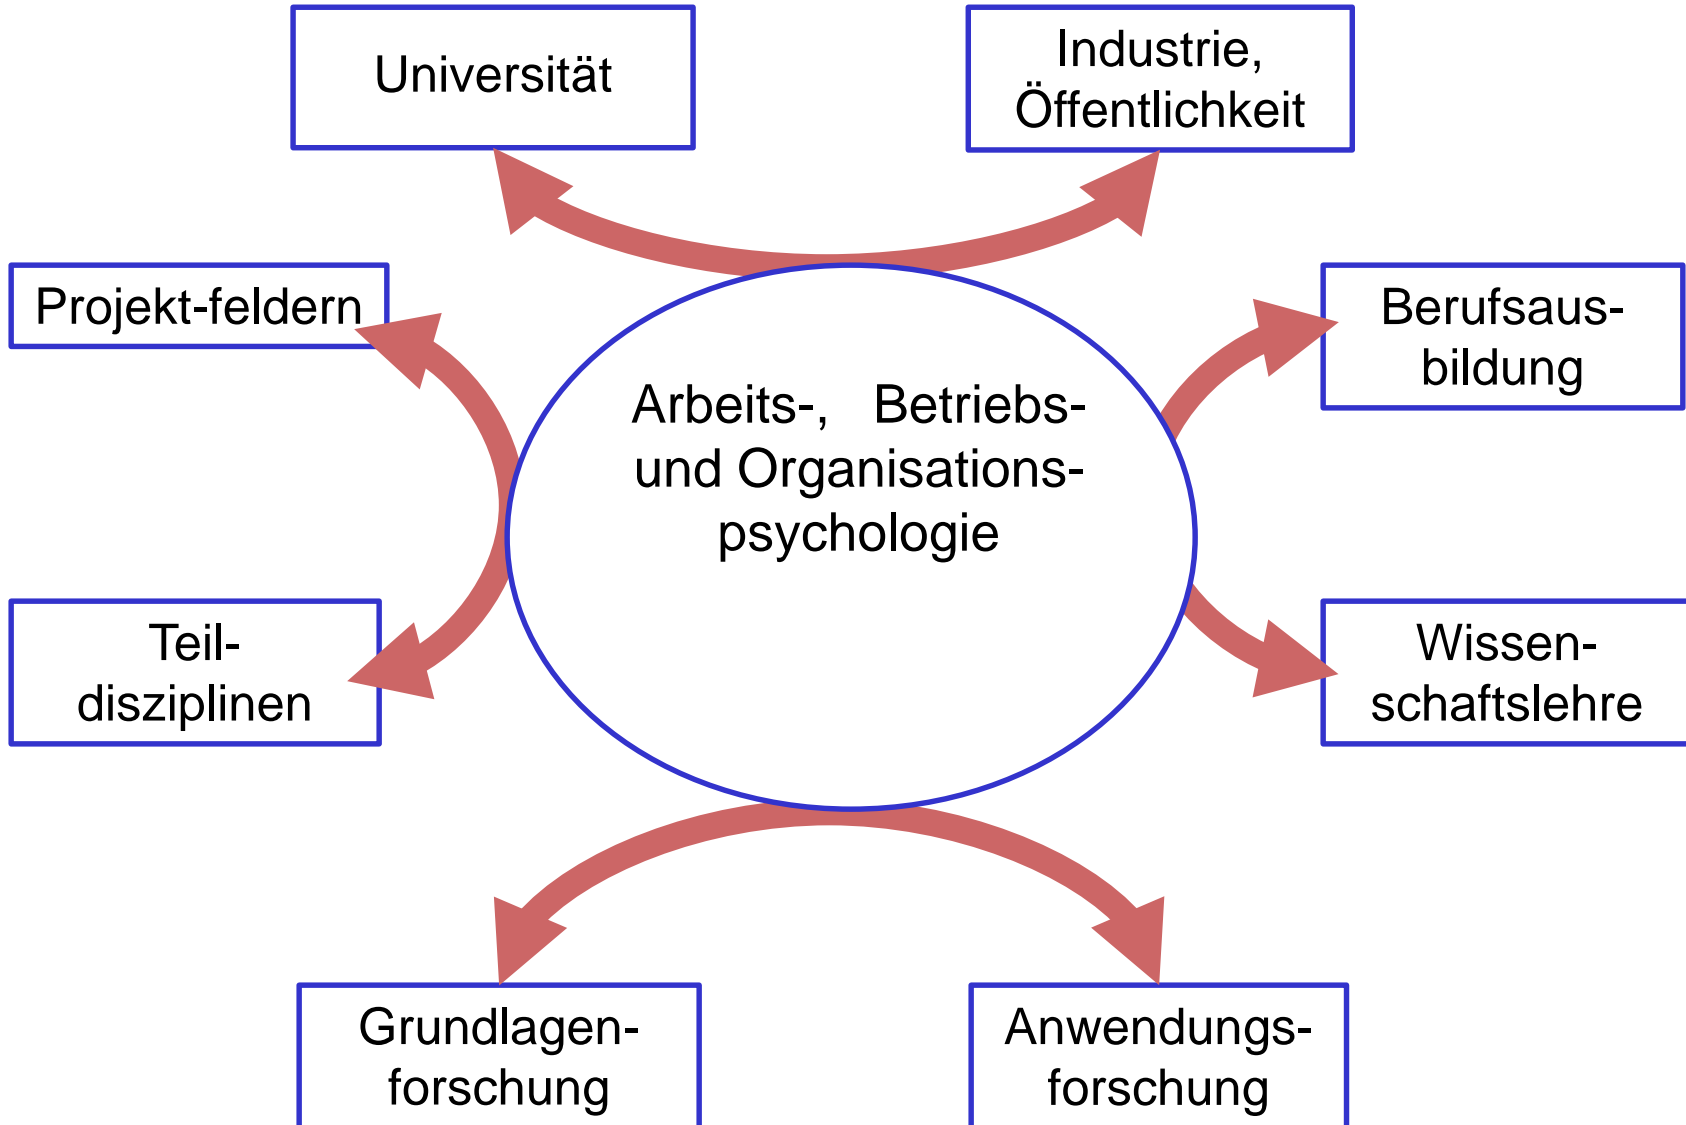 Universität
Industrie,
Öffentlichkeit
Projekt-feldern
Berufsaus-
bildung
Arbeits-, Betriebs-
und Organisations-
psychologie
Teil-
disziplinen
Wissen-
schaftslehre
Grundlagen-
forschung
Anwendungs-
forschung